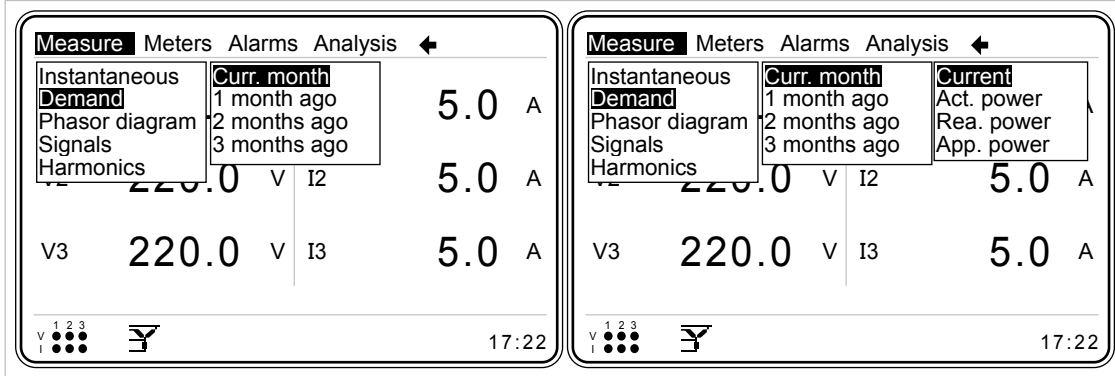 Measure Meters Alarms Analysis
Instantaneous Curr. month
Demand 1 month ago 5.0 A
Phasor diagram 2 months ago
Signals 3 months ago
Harmonics
V2 220.0 V I2 5.0 A
V3 220.0 V I3 5.0 A
1 2 3
V
I
17:22
Measure Meters Alarms Analysis
Instantaneous Curr. month Current
Demand 1 month ago Act. power
Phasor diagram 2 months ago Rea. power
Signals 3 months ago App. power
Harmonics
V2 220.0 V I2 5.0 A
V3 220.0 V I3 5.0 A
1 2 3
V
I
17:22